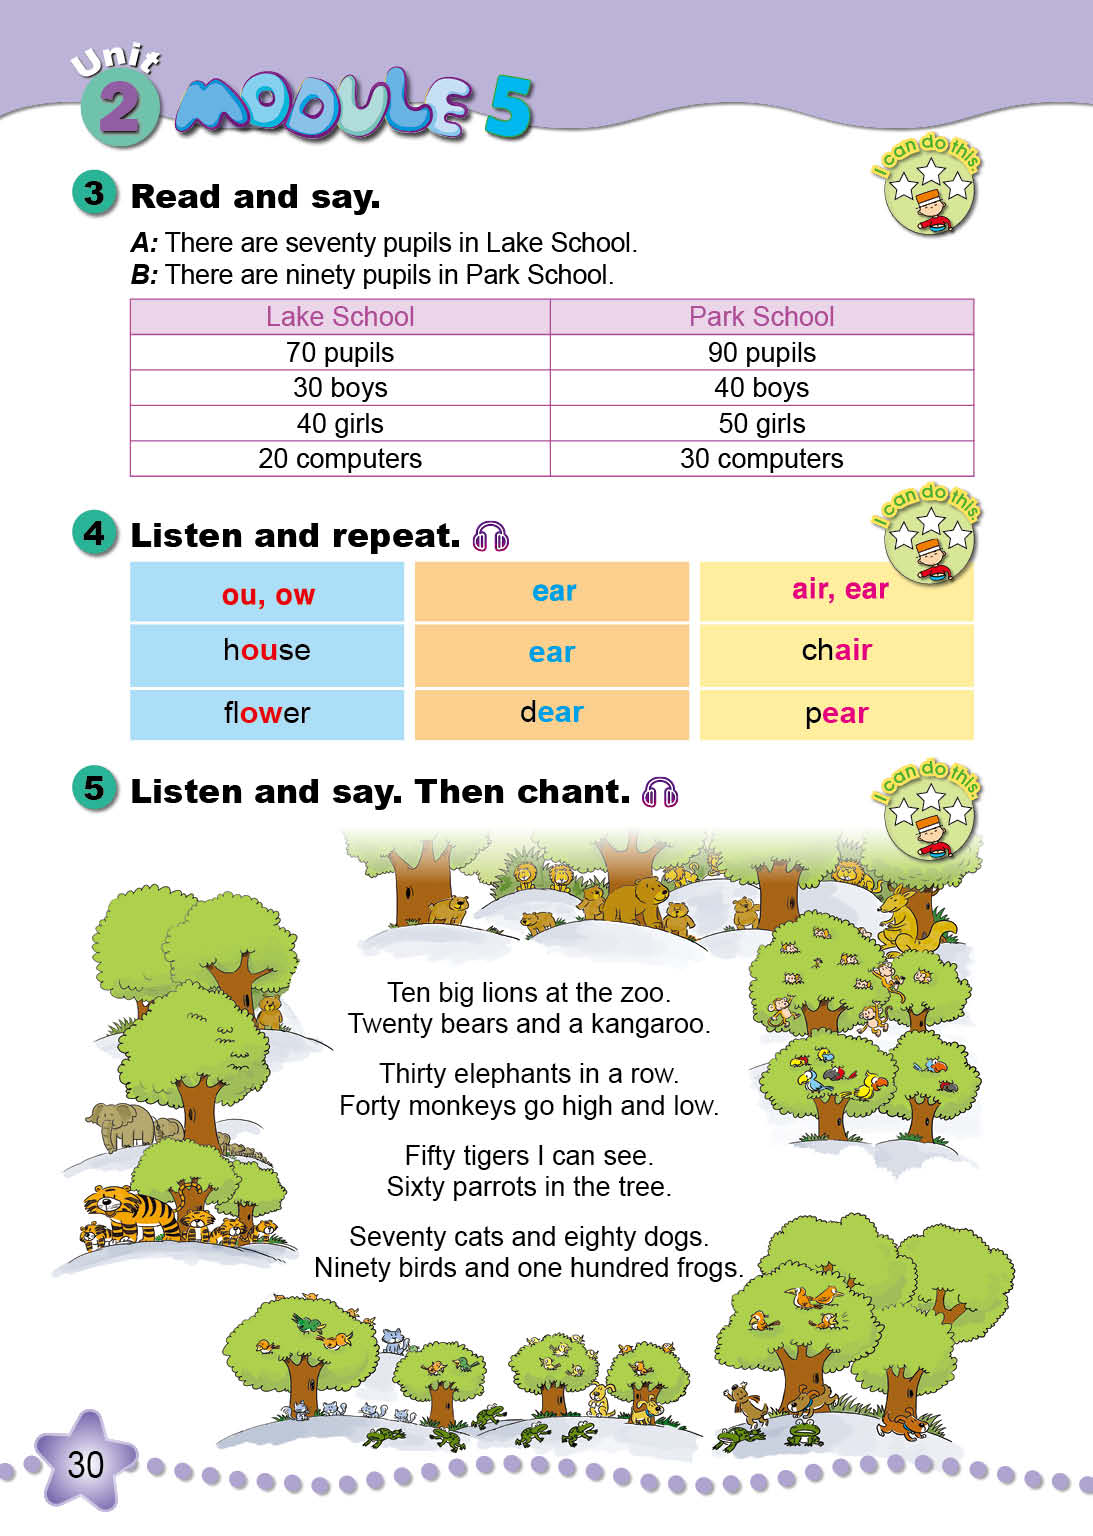 Unit
2 MODULE 5
I can do this.
3 Read and say.
A: There are seventy pupils in Lake School.
B: There are ninety pupils in Park School.
Lake School Park School
70 pupils 90 pupils
30 boys 40 boys
40 girls 50 girls
20 computers 30 computers
I can do this.
4 Listen and repeat.
ou, ow ear air, ear
house ear chair
flower dear pear
I can do this.
5 Listen and say. Then chant.
Ten big lions at the zoo.
Twenty bears and a kangaroo.
Thirty elephants in a row.
Forty monkeys go high and low.
Fifty tigers I can see.
Sixty parrots in the tree.
Seventy cats and eighty dogs.
Ninety birds and one hundred frogs.
30